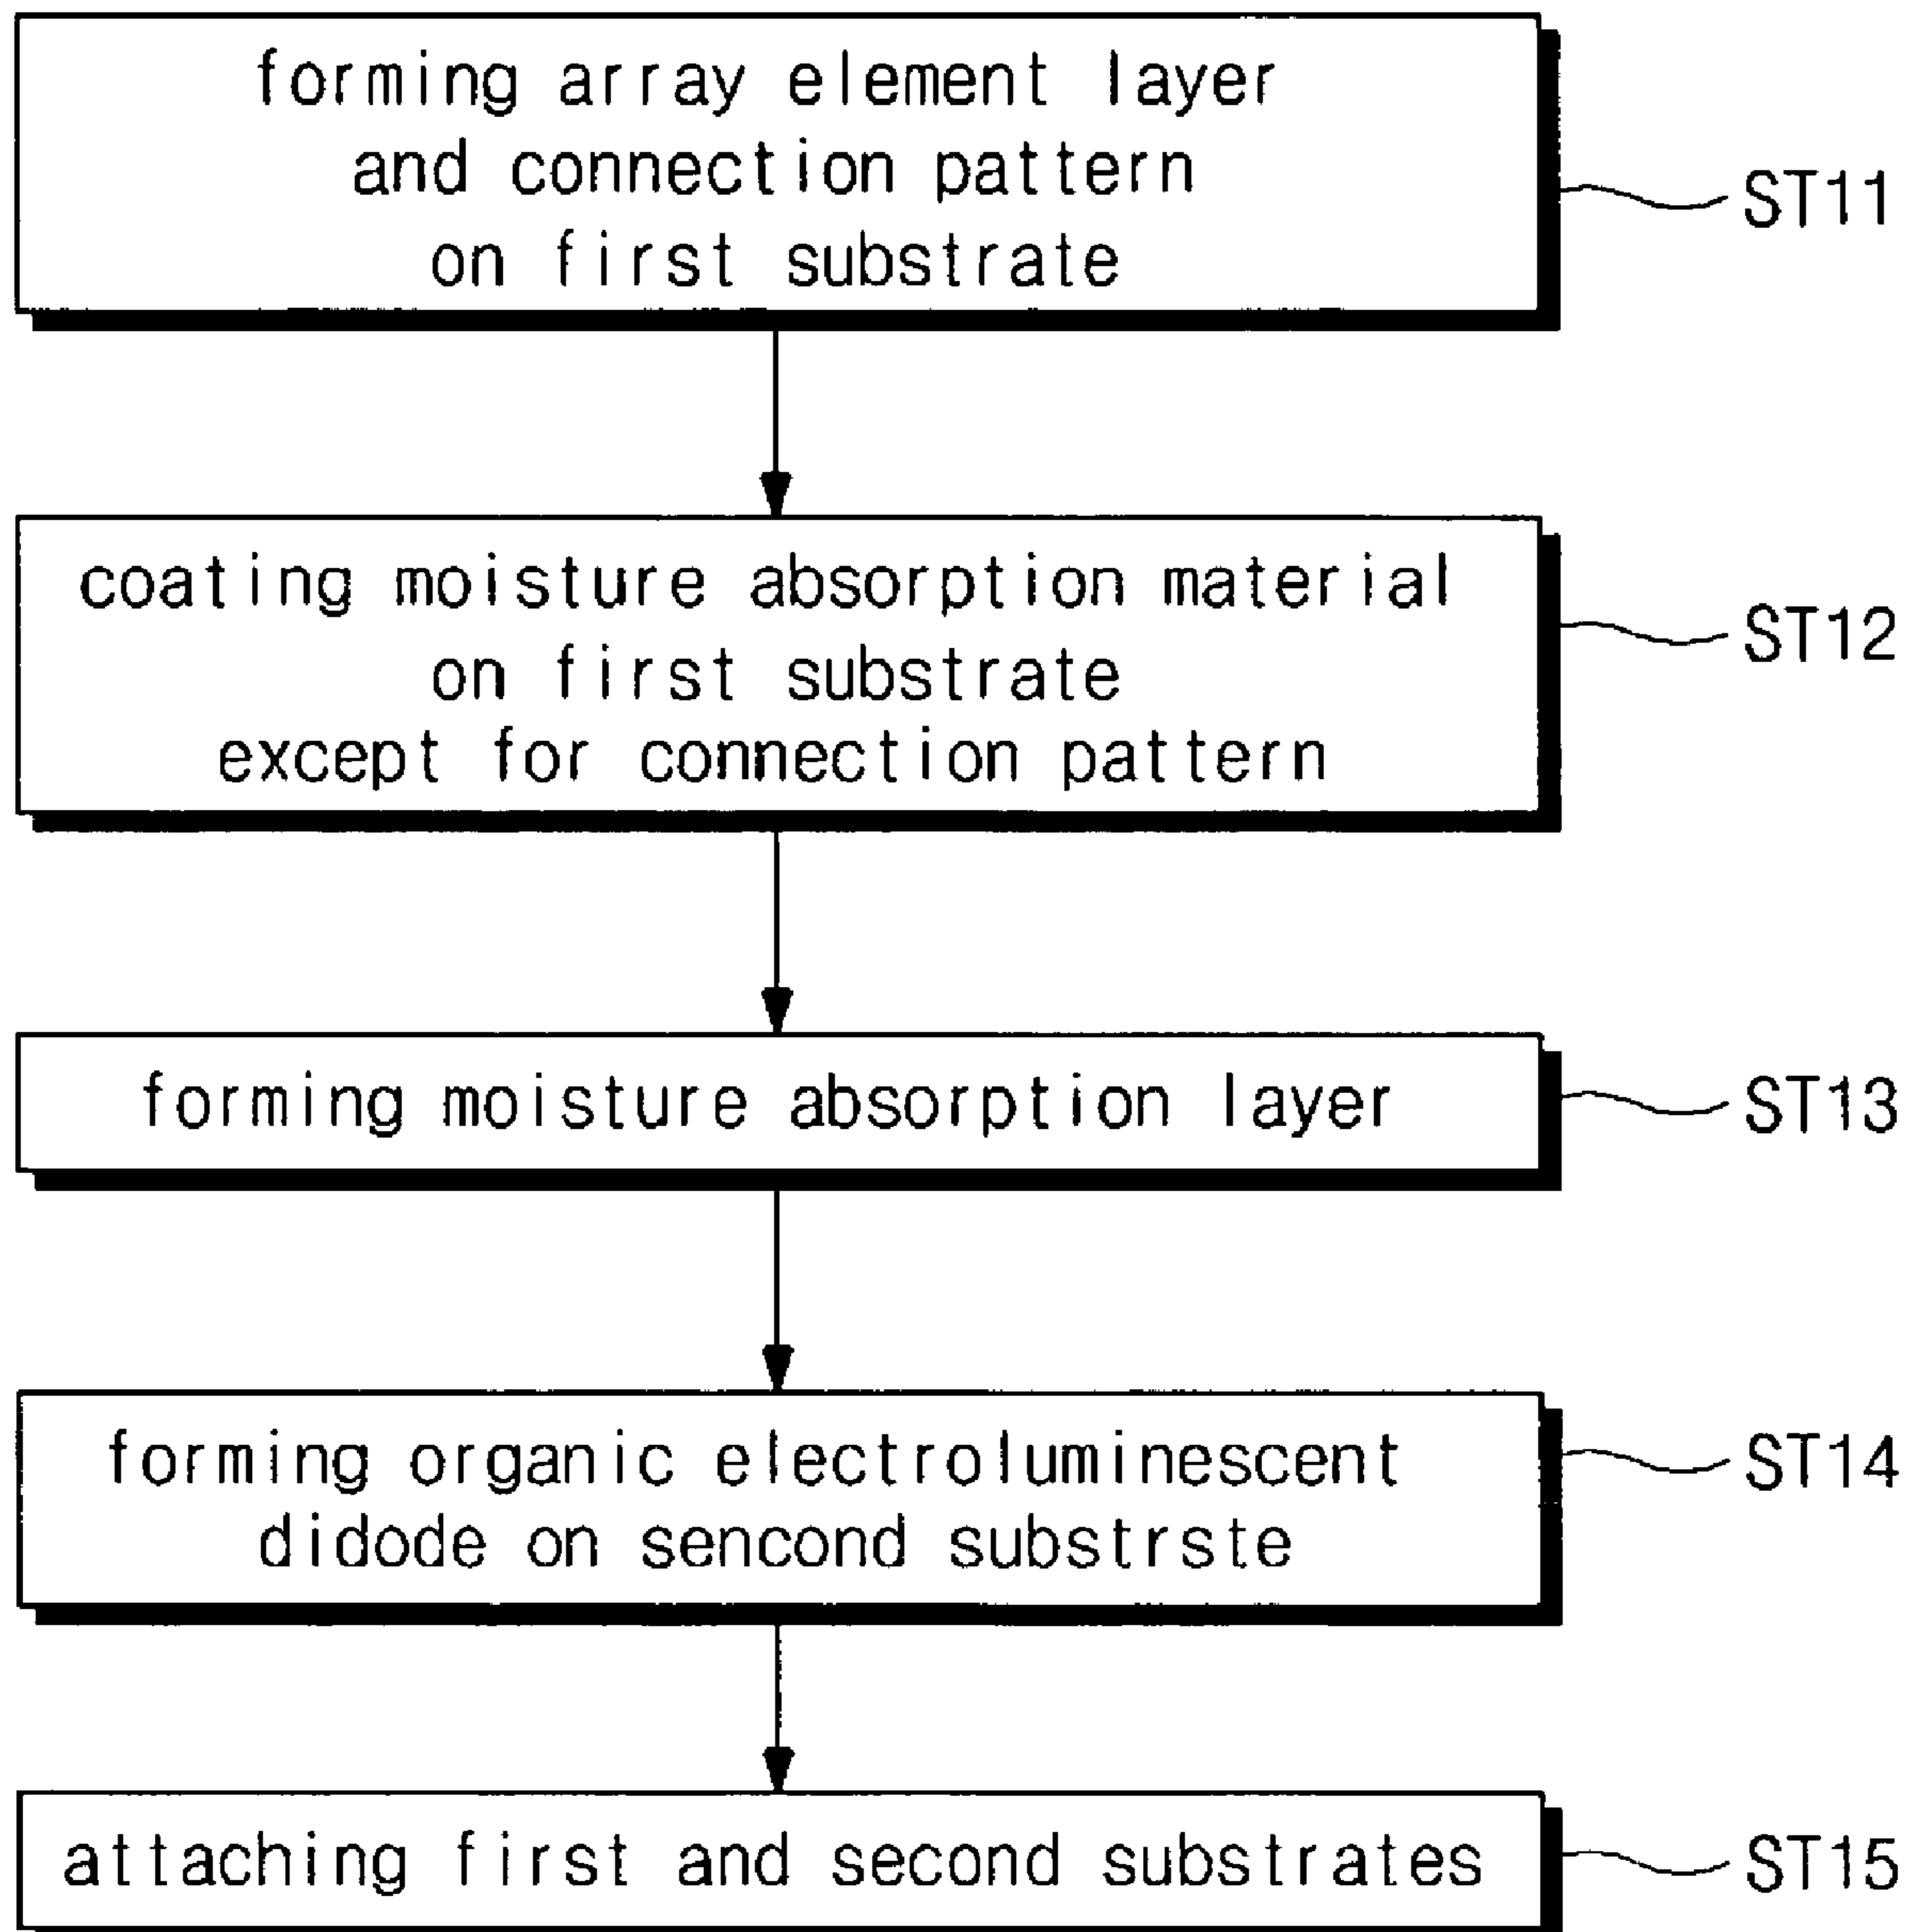 forming array element layer
and connection pattern
on first substrate
ST11
coating moisture absorption material
on first substrate
except for connection pattern
ST12
forming moisture absorption layer
ST13
forming organic electroluminescent
didode on sencond substrste
ST14
attaching first and second substrates
ST15